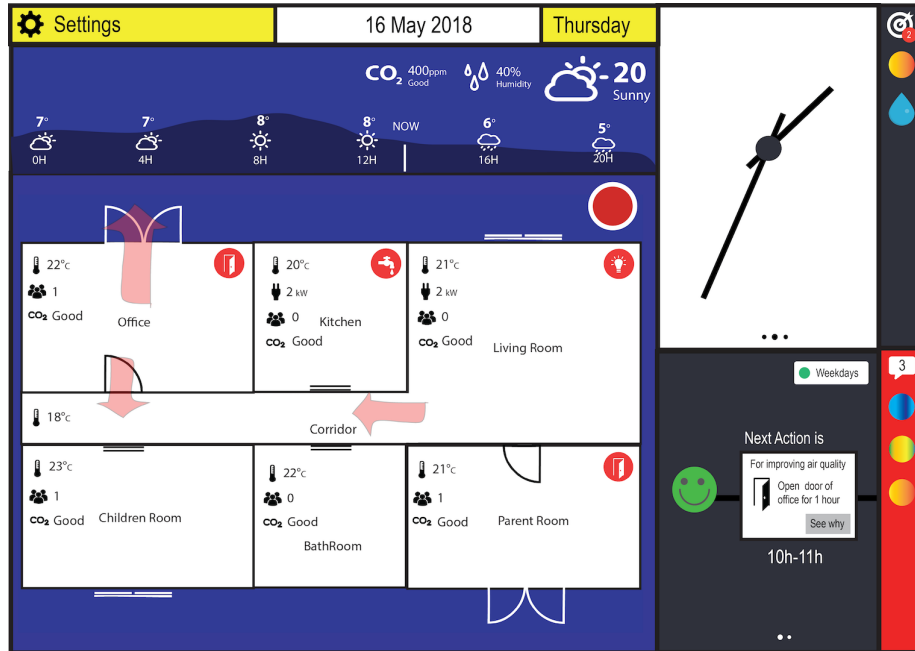 Settings
16 May 2018
Thursday
CO2 400ppm
Good
40%
Humidity
-20
Sunny
7° 7° 8° 8° NOW 6° 5°
0H 4H 8H 12H 16H 20H
22°c
1
CO2 Good
Office
20°c
2 kW
0
Kitchen
CO2 Good
21°c
2 kW
0
CO2 Good
Living Room
18°c
Corridor
23°c
1
CO2 Good
Children Room
22°c
0
CO2 Good
BathRoom
21°c
1
CO2 Good
Parent Room
2
Weekdays
Next Action is
For improving air quality
Open door of
office for 1 hour
See why
10h-11h
3